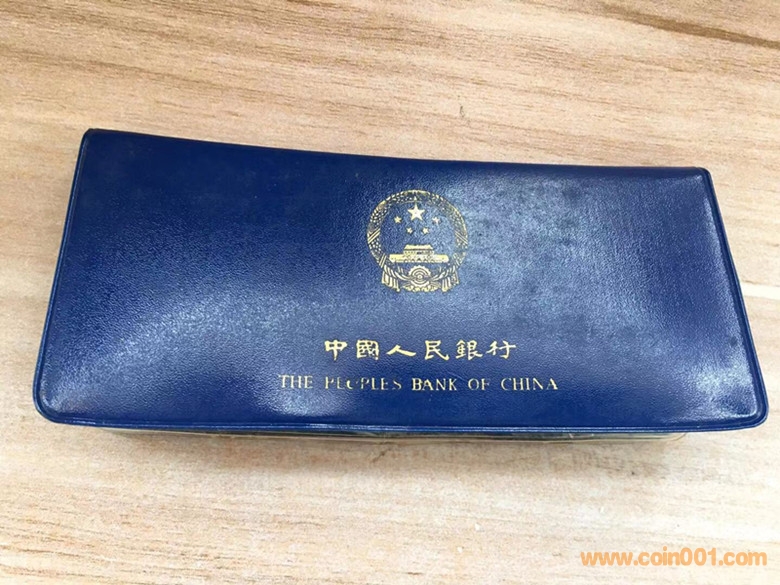 中國人民銀行
THE PEOPLES BANK OF CHINA
www.coin001.com